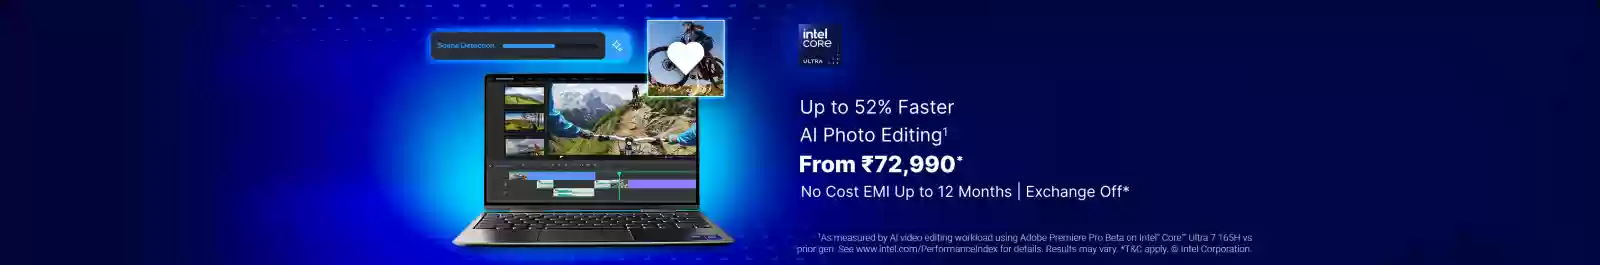 Scene Detection
intel
CORE
ULTRA
Up to 52% Faster
AI Photo Editing¹
From ₹72,990*
No Cost EMI Up to 12 Months | Exchange Off*
¹As measured by AI video editing workload using Adobe Premiere Pro Beta on Intel® Core™ Ultra 7 165H vs
prior gen. See www.intel.com/PerformanceIndex for details. Results may vary. *T&C apply. © Intel Corporation.